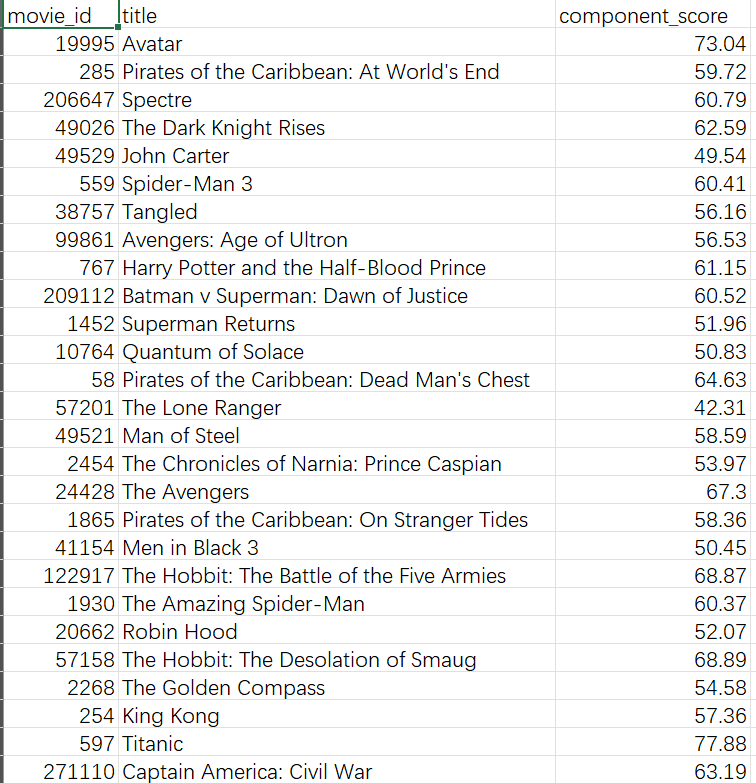 movie_id title component_score
19995 Avatar 73.04
285 Pirates of the Caribbean: At World's End 59.72
206647 Spectre 60.79
49026 The Dark Knight Rises 62.59
49529 John Carter 49.54
559 Spider-Man 3 60.41
38757 Tangled 56.16
99861 Avengers: Age of Ultron 56.53
767 Harry Potter and the Half-Blood Prince 61.15
209112 Batman v Superman: Dawn of Justice 60.52
1452 Superman Returns 51.96
10764 Quantum of Solace 50.83
58 Pirates of the Caribbean: Dead Man's Chest 64.63
57201 The Lone Ranger 42.31
49521 Man of Steel 58.59
2454 The Chronicles of Narnia: Prince Caspian 53.97
24428 The Avengers 67.3
1865 Pirates of the Caribbean: On Stranger Tides 58.36
41154 Men in Black 3 50.45
122917 The Hobbit: The Battle of the Five Armies 68.87
1930 The Amazing Spider-Man 60.37
20662 Robin Hood 52.07
57158 The Hobbit: The Desolation of Smaug 68.89
2268 The Golden Compass 54.58
254 King Kong 57.36
597 Titanic 77.88
271110 Captain America: Civil War 63.19